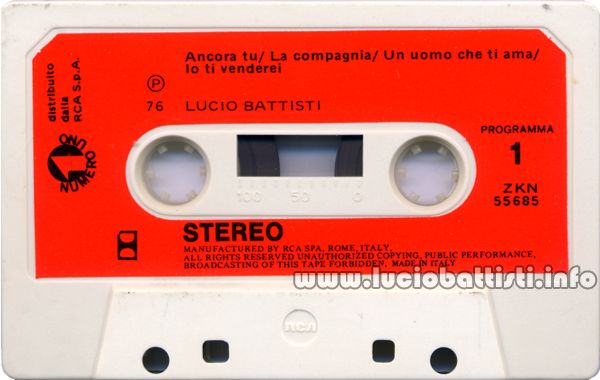 Ancora tu/ La compagnia/ Un uomo che ti ama/
Io ti venderei
distribuito
dalla
RCA S.p.A.
P
76 LUCIO BATTISTI
NUMERO UNO
PROGRAMMA
1
ZKN
55685
100 50 0
STEREO
MANUFACTURED BY RCA SPA, ROME, ITALY.
ALL RIGHTS RESERVED UNAUTHORIZED COPYING, PUBLIC PERFORMANCE,
BROADCASTING OF THIS TAPE FORBIDDEN, MADE IN ITALY
www.luciobattisti.info
RCA